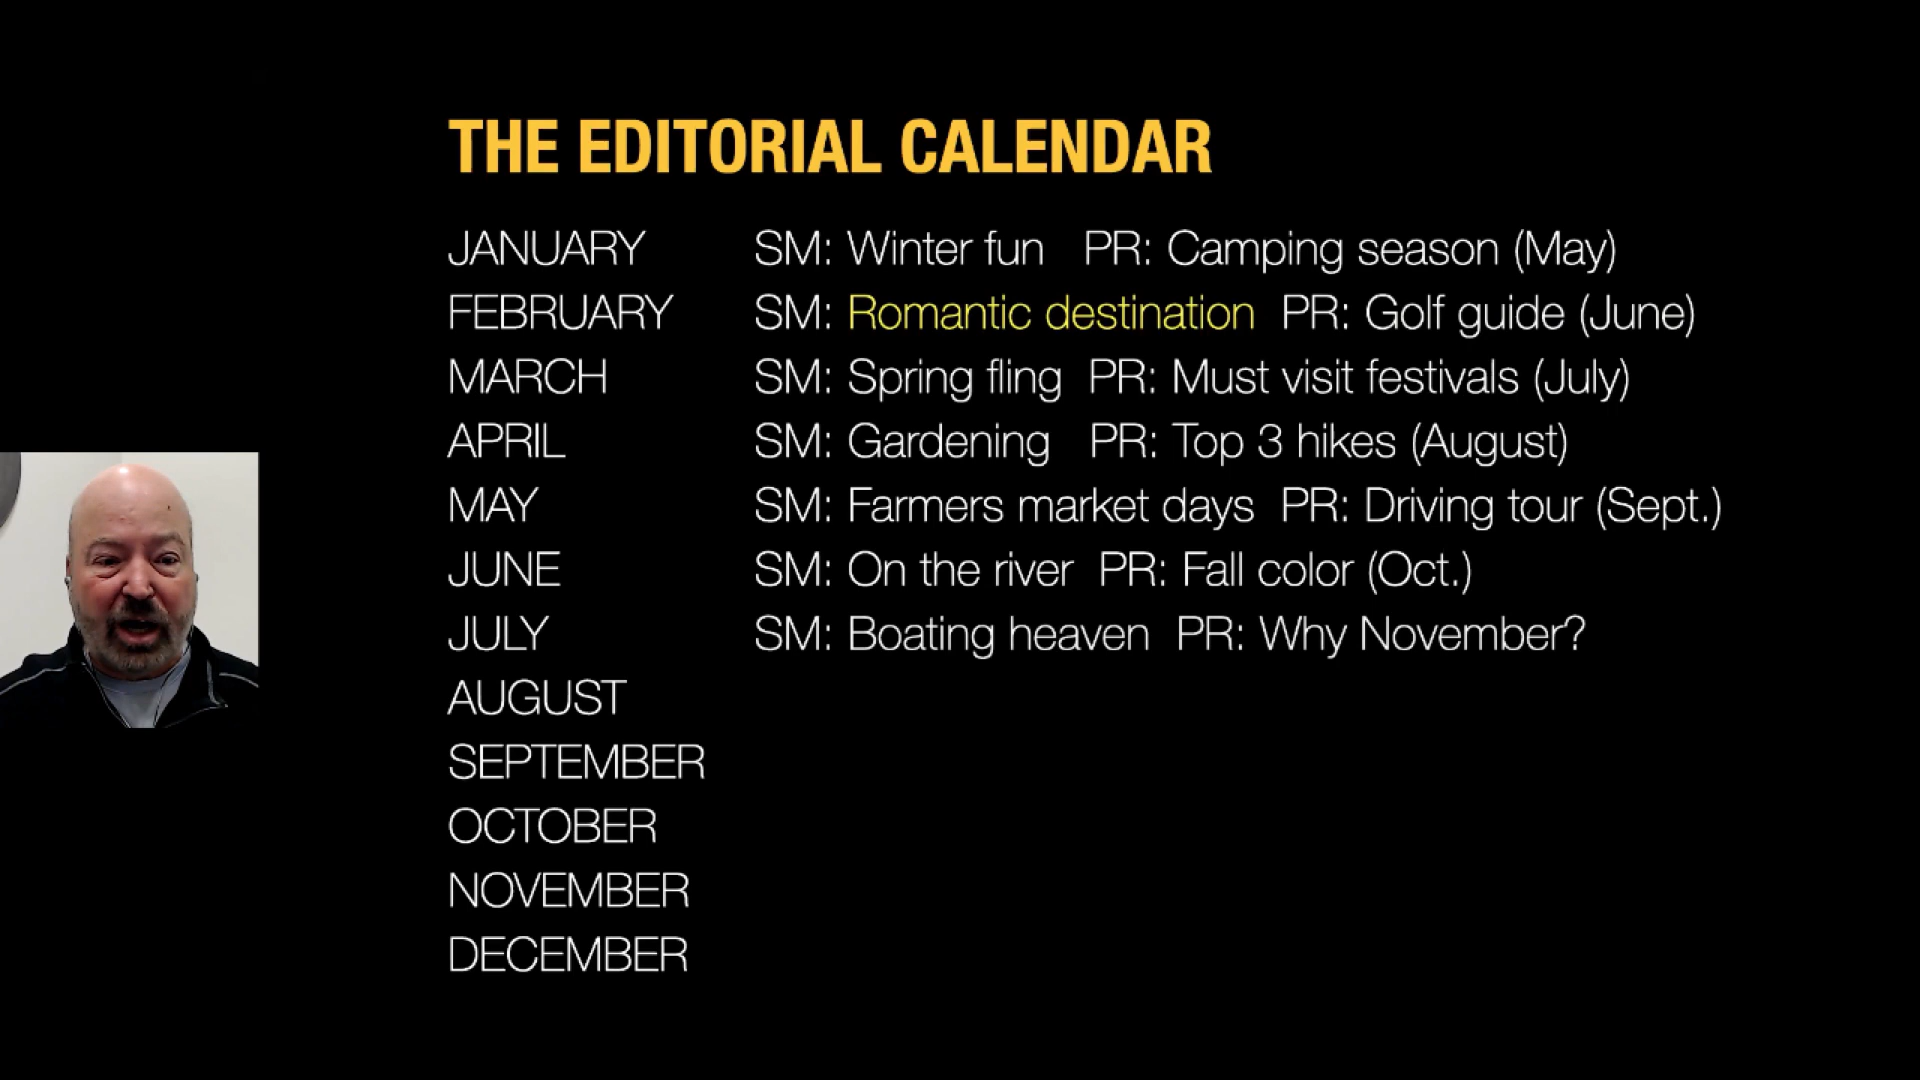 THE EDITORIAL CALENDAR
JANUARY SM: Winter fun PR: Camping season (May)
FEBRUARY SM: Romantic destination PR: Golf guide (June)
MARCH SM: Spring fling PR: Must visit festivals (July)
APRIL SM: Gardening PR: Top 3 hikes (August)
MAY SM: Farmers market days PR: Driving tour (Sept.)
JUNE SM: On the river PR: Fall color (Oct.)
JULY SM: Boating heaven PR: Why November?
AUGUST
SEPTEMBER
OCTOBER
NOVEMBER
DECEMBER